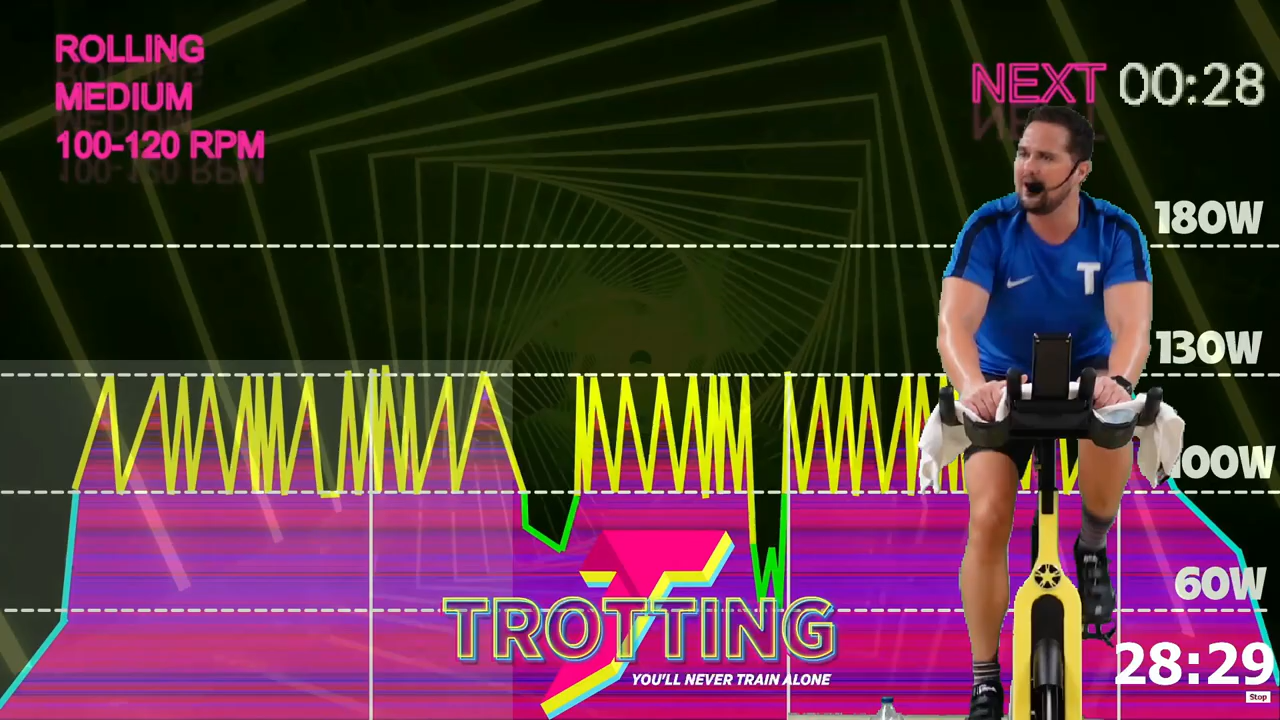 ROLLING
MEDIUM
100-120 RPM
NEXT 00:28
180W
130W
100W
60W
T
TROTTING
YOU'LL NEVER TRAIN ALONE
28:29
Stop